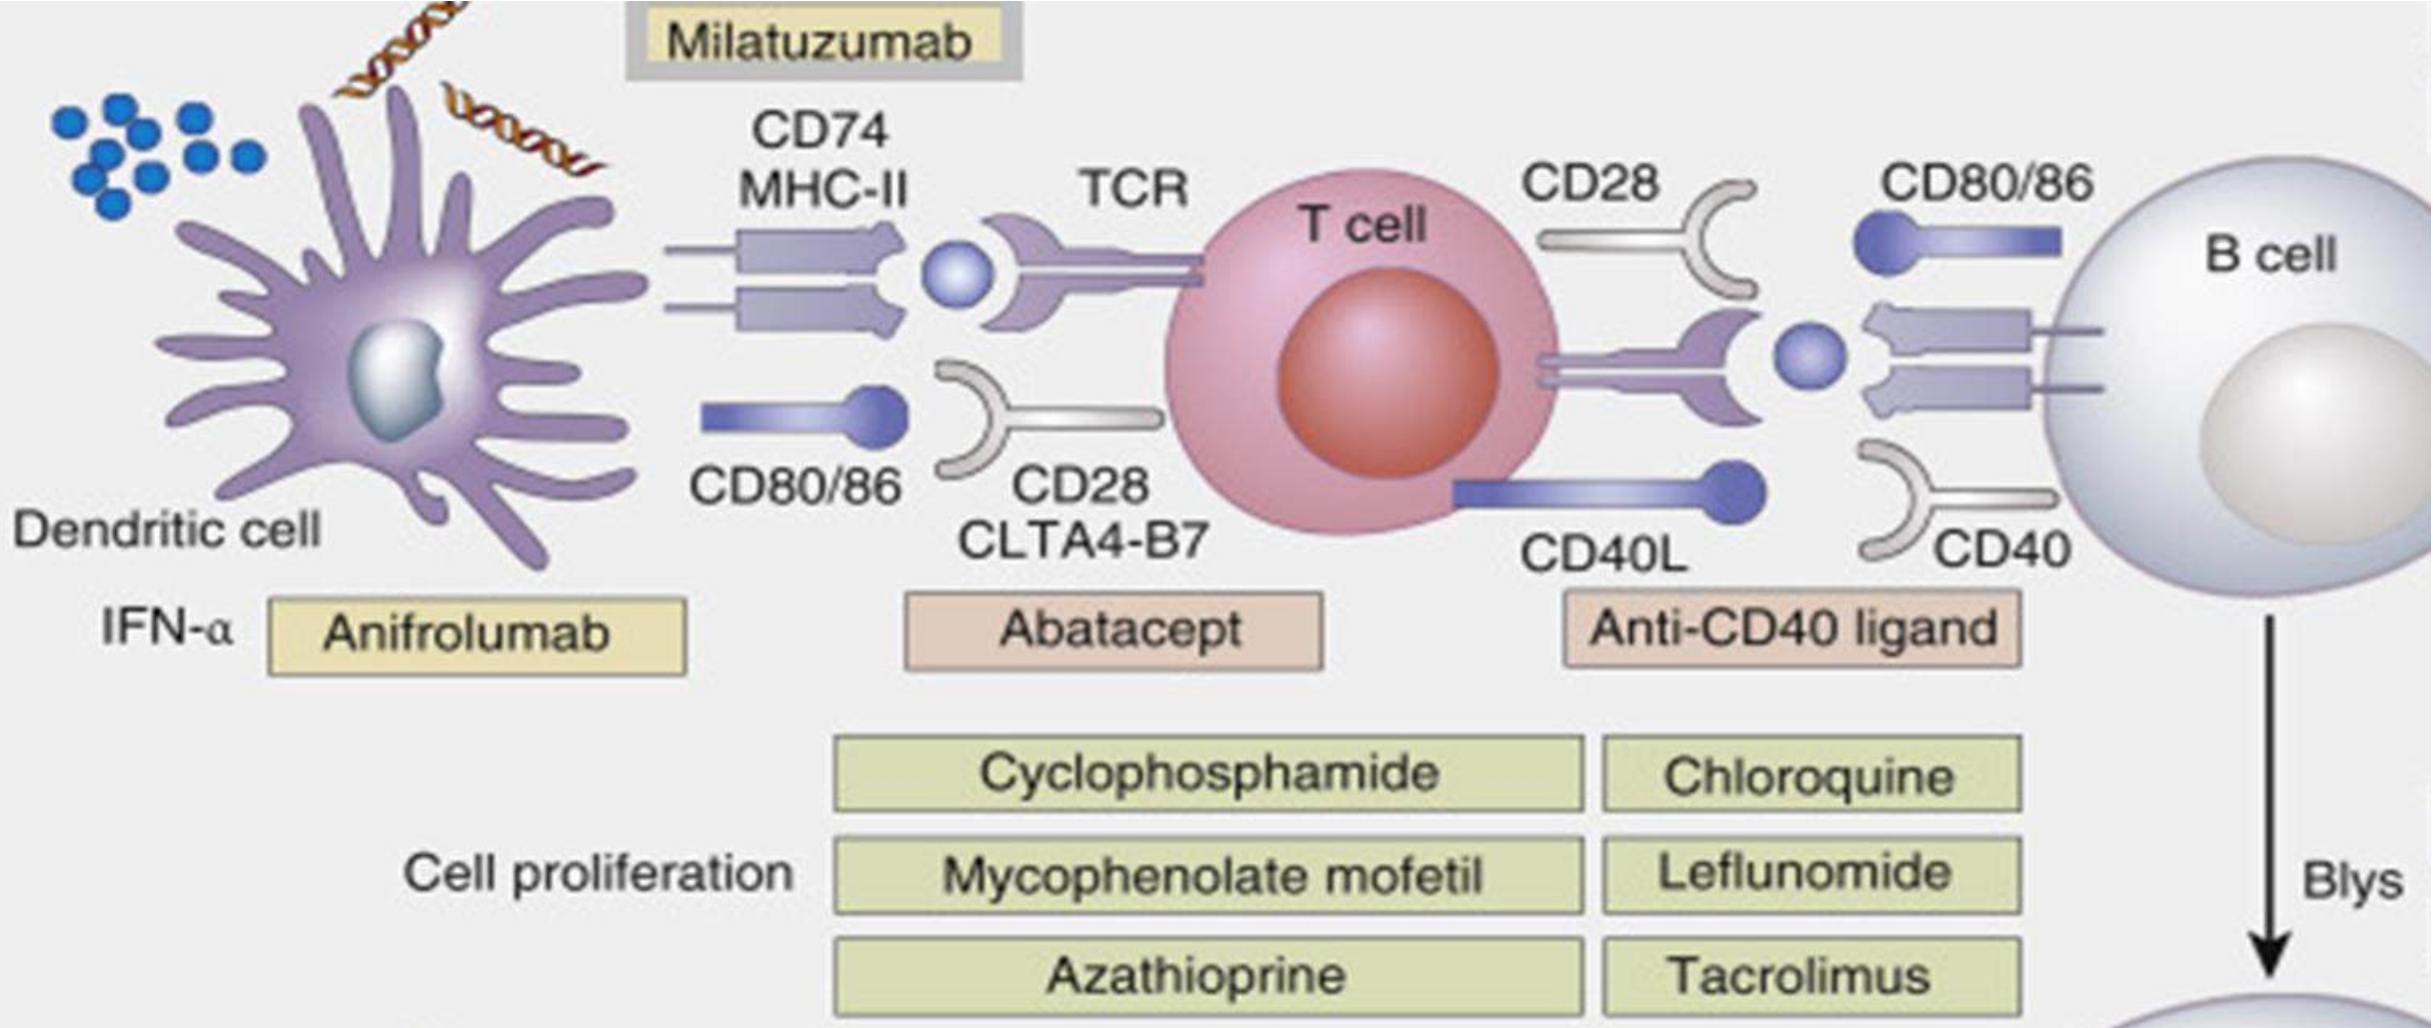 Milatuzumab
CD74
MHC-II
TCR
T cell
CD28
CD80/86
B cell
CD80/86
CD28
CLTA4-B7
CD40L
CD40
Dendritic cell
IFN-α
Anifrolumab
Abatacept
Anti-CD40 ligand
Cyclophosphamide
Chloroquine
Cell proliferation
Mycophenolate mofetil
Leflunomide
Blys
Azathioprine
Tacrolimus